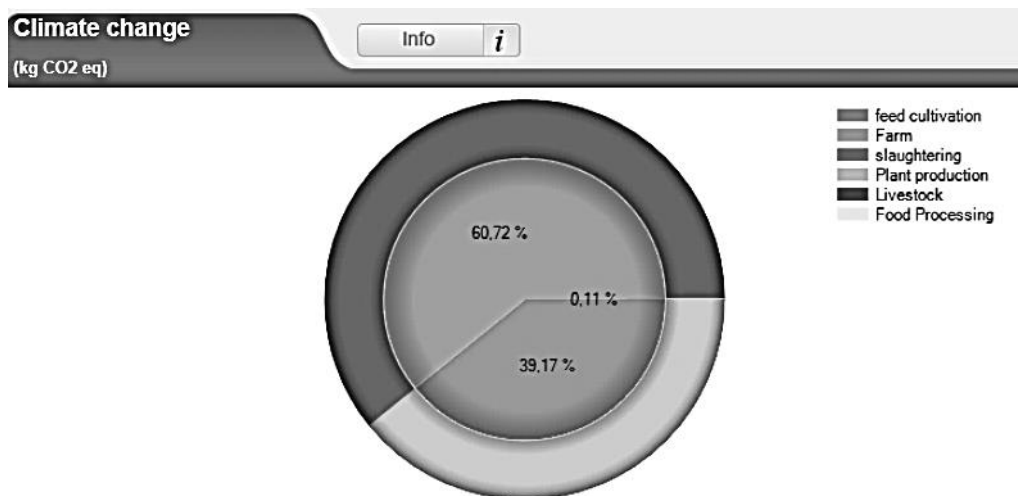 Climate change
(kg CO2 eq)
Info i
feed cultivation
Farm
slaughtering
Plant production
Livestock
Food Processing
60,72 %
0,11 %
39,17 %